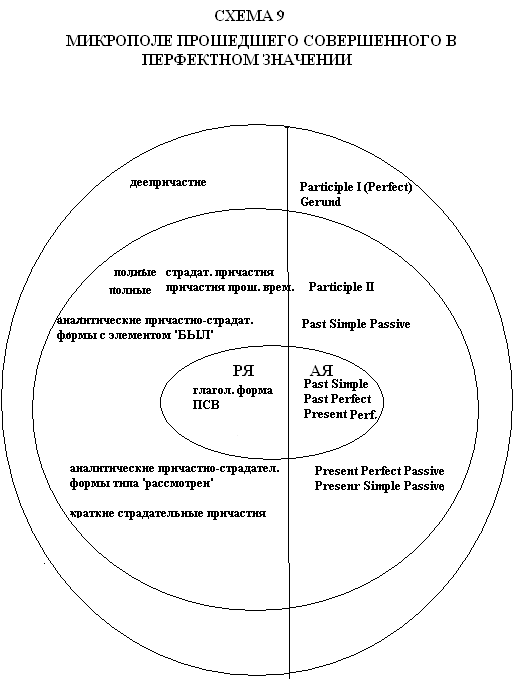 СХЕМА 9
МИКРОПОЛЕ ПРОШЕДШЕГО СОВЕРШЕННОГО В
ПЕРФЕКТНОМ ЗНАЧЕНИИ
деепричастие
Participle I (Perfect)
Gerund
полные страдат. причастия
полные причастия прош. врем.
Participle II
аналитические причастно-страдат.
формы с элементом 'БЫЛ'
Past Simple Passive
РЯ
глагол. форма
ПСВ
АЯ
Past Simple
Past Perfect
Present Perf.
аналитические причастно-страдател.
формы типа 'рассмотрен'
Present Perfect Passive
Presenr Simple Passive
краткие страдательные причастия